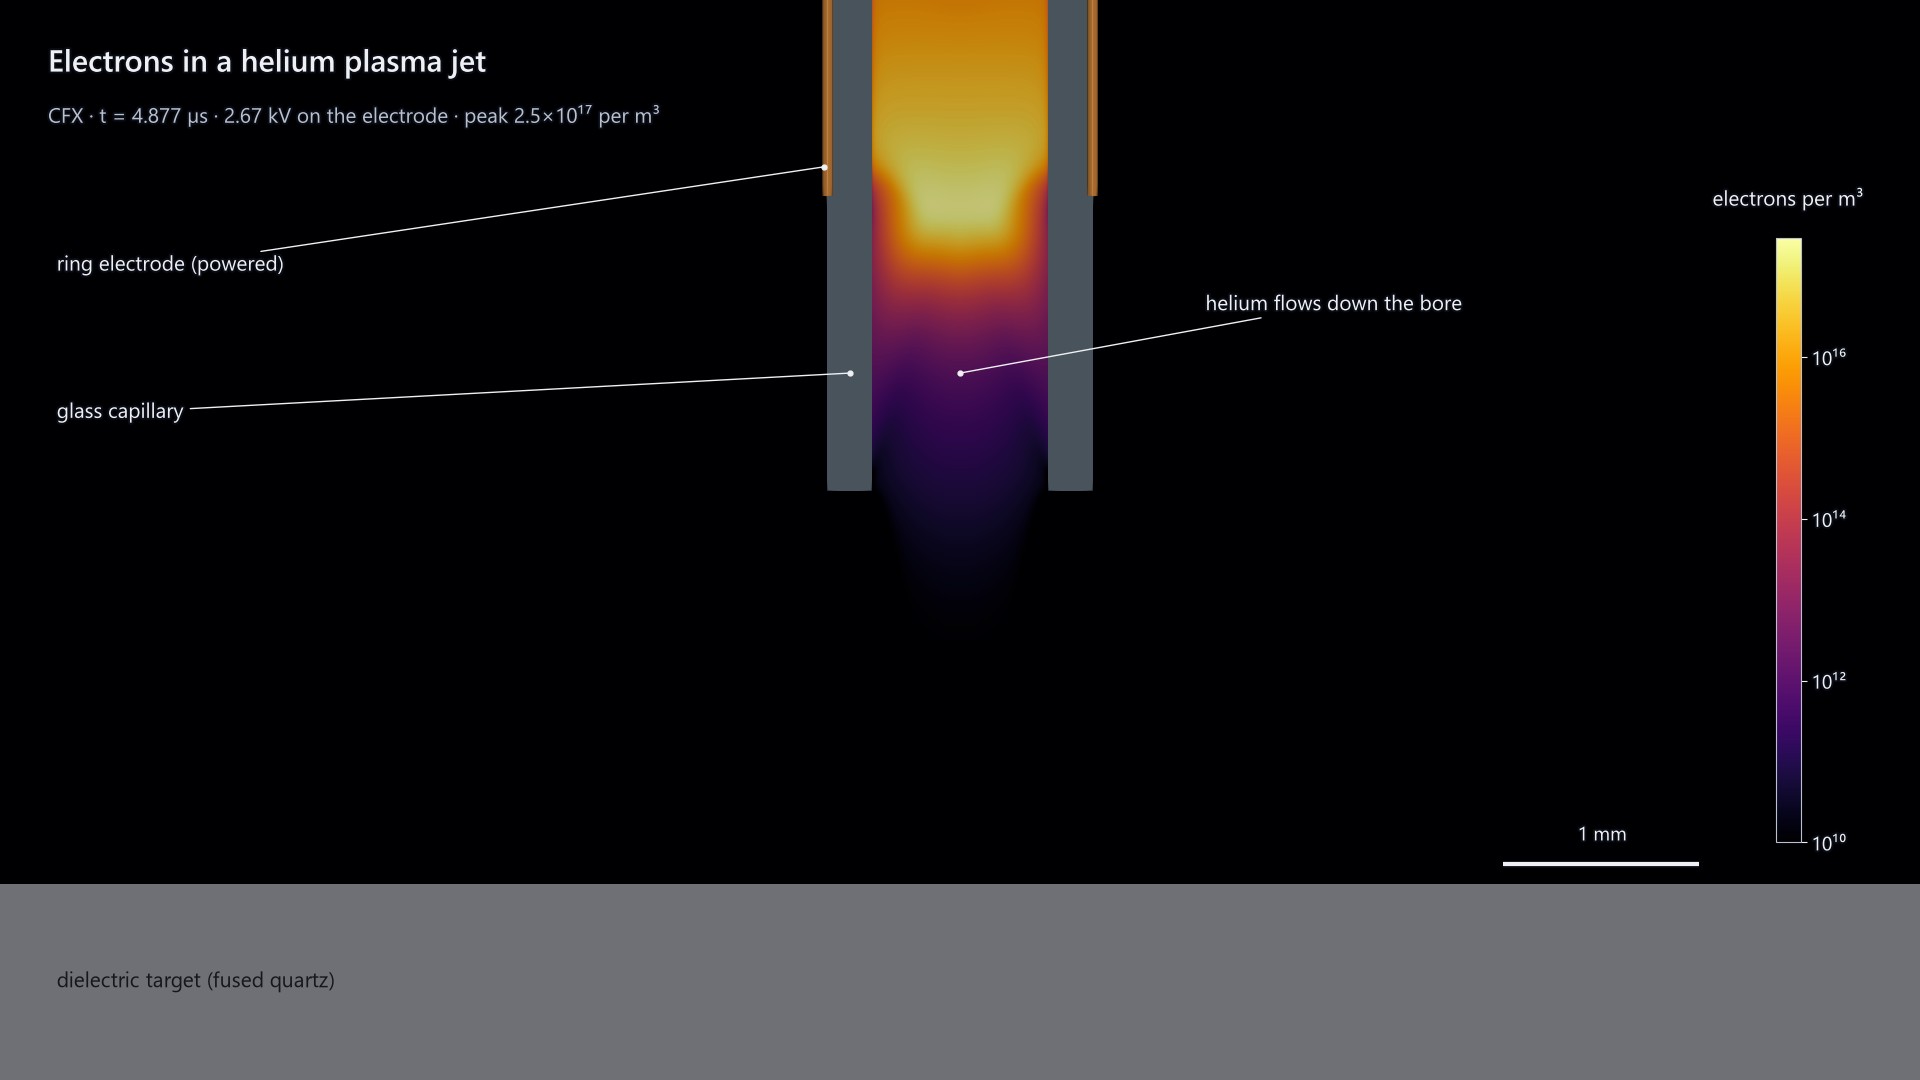 Electrons in a helium plasma jet
CFX · t = 4.877 µs · 2.67 kV on the electrode · peak 2.5×10¹⁷ per m³
electrons per m³
ring electrode (powered)
helium flows down the bore
10¹⁶
glass capillary
10¹⁴
10¹²
1 mm
10¹⁰
dielectric target (fused quartz)